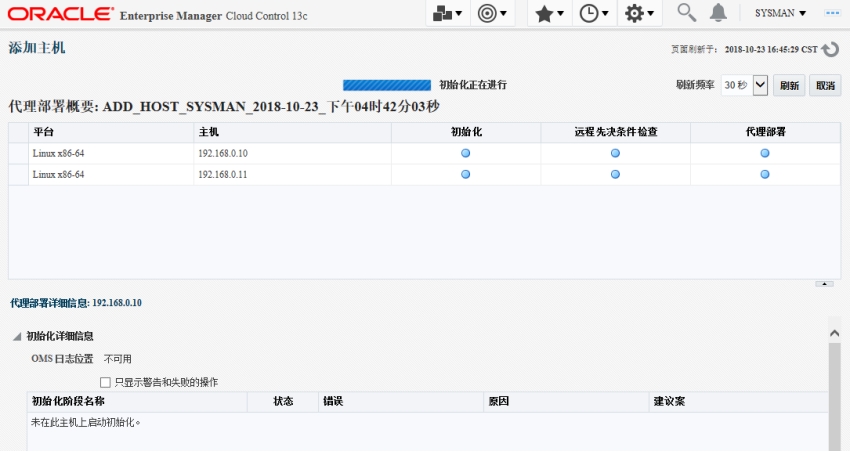 ORACLE® Enterprise Manager Cloud Control 13c
SYSMAN
添加主机
页面刷新于: 2018-10-23 16:45:29 CST
初始化正在进行
刷新频率 30 秒 刷新 取消
代理部署概要: ADD_HOST_SYSMAN_2018-10-23_下午04时42分03秒
平台 主机 初始化 远程先决条件检查 代理部署
Linux x86-64 192.168.0.10
Linux x86-64 192.168.0.11
代理部署详细信息: 192.168.0.10
初始化详细信息
OMS 日志位置 不可用
只显示警告和失败的操作
初始化阶段名称 状态 错误 原因 建议案
未在此主机上启动初始化。